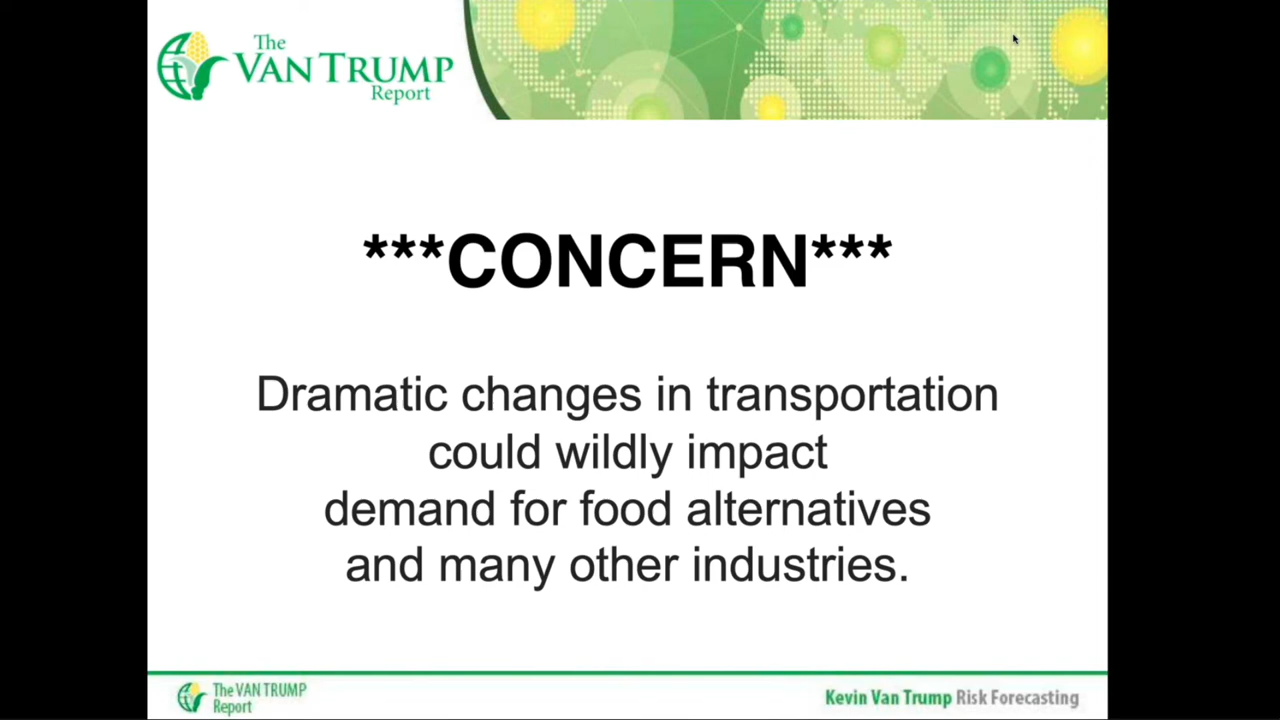 The
VAN TRUMP
Report
***CONCERN***
Dramatic changes in transportation
could wildly impact
demand for food alternatives
and many other industries.
The VAN TRUMP
Report
Kevin Van Trump Risk Forecasting